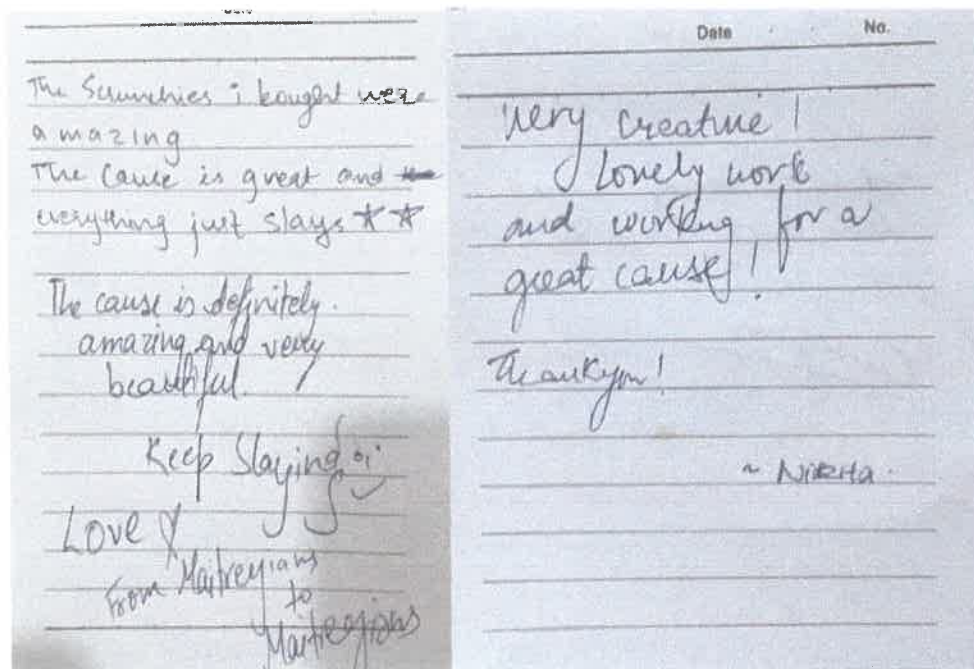 The Scrunchies i bought were
amazing
The Cause is great and
everything just slays ★ ★
The cause is definitely
amazing and very
beautiful.
Keep Slaying
Love
From Maitreyians
to
Maitreyians
Date No.
Very creative!
Lovely work
and working for a
great cause!
Thankyou!
~ Nikita.